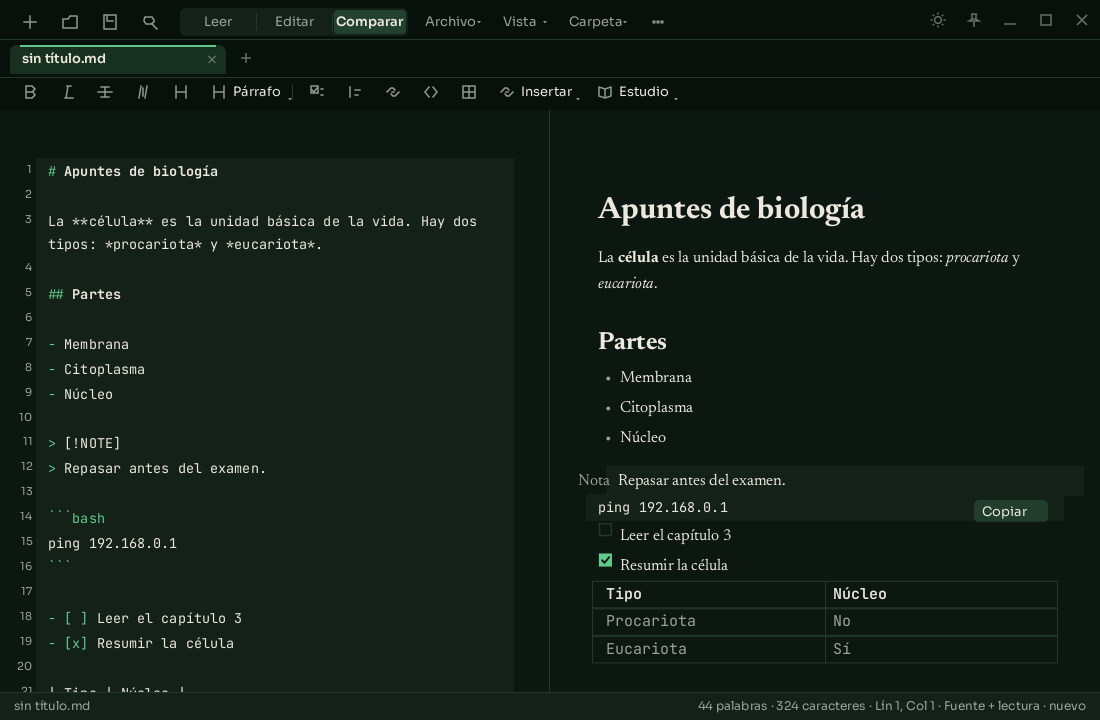 Leer Editar Comparar Archivo Vista Carpeta
sin título.md
Párrafo Insertar Estudio
1 # Apuntes de biología
2
3 La **célula** es la unidad básica de la vida. Hay dos
tipos: *procariota* y *eucariota*.
4
5 ## Partes
6
7 - Membrana
8 - Citoplasma
9 - Núcleo
10
11 > [!NOTE]
12 > Repasar antes del examen.
13
14 ```bash
15 ping 192.168.0.1
16 ```
17
18 - [ ] Leer el capítulo 3
19 - [x] Resumir la célula
20
21 | Tipo | Núcleo |
Apuntes de biología
La célula es la unidad básica de la vida. Hay dos tipos: procariota y
eucariota.
Partes
• Membrana
• Citoplasma
• Núcleo
Nota Repasar antes del examen.
ping 192.168.0.1 Copiar
Leer el capítulo 3
Resumir la célula
Tipo Núcleo
Procariota No
Eucariota Sí
sin título.md 44 palabras · 324 caracteres · Lín 1, Col 1 · Fuente + lectura · nuevo